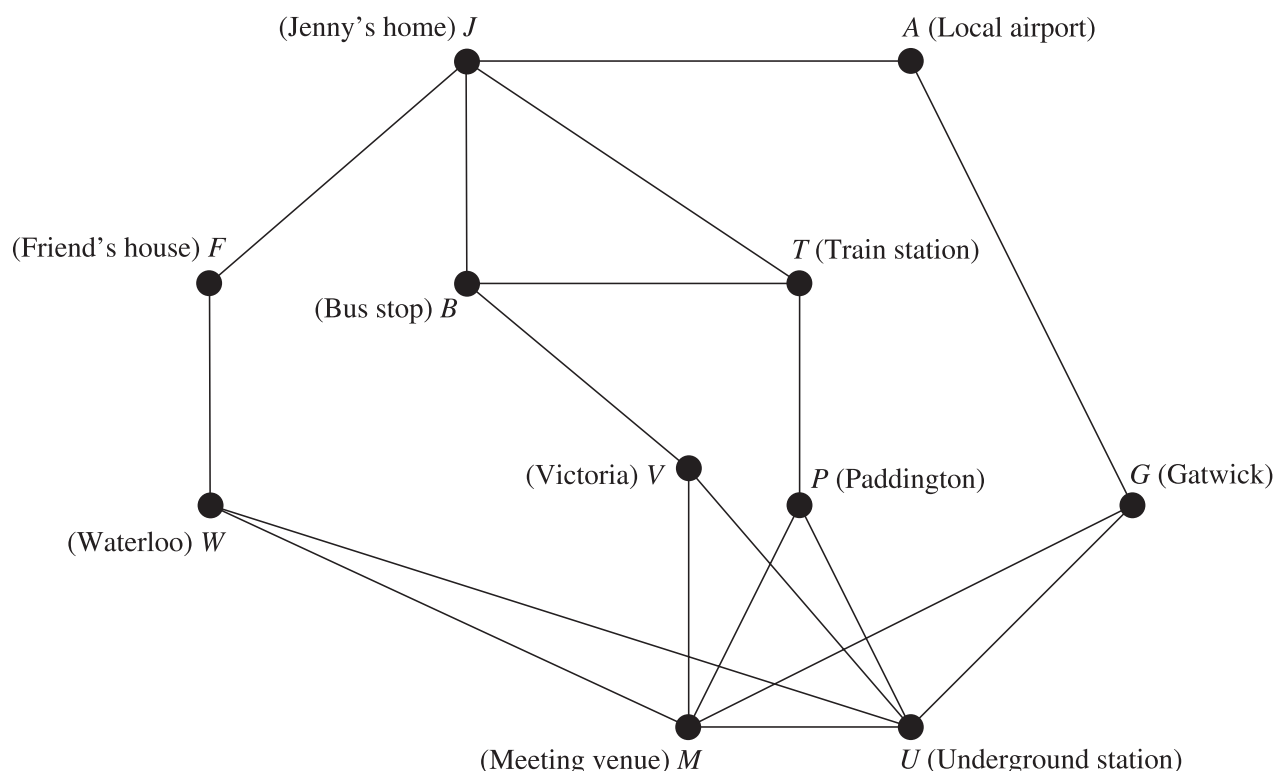 (Jenny’s home) J
A (Local airport)
(Friend’s house) F
T (Train station)
(Bus stop) B
(Victoria) V
P (Paddington)
G (Gatwick)
(Waterloo) W
(Meeting venue) M
U (Underground station)